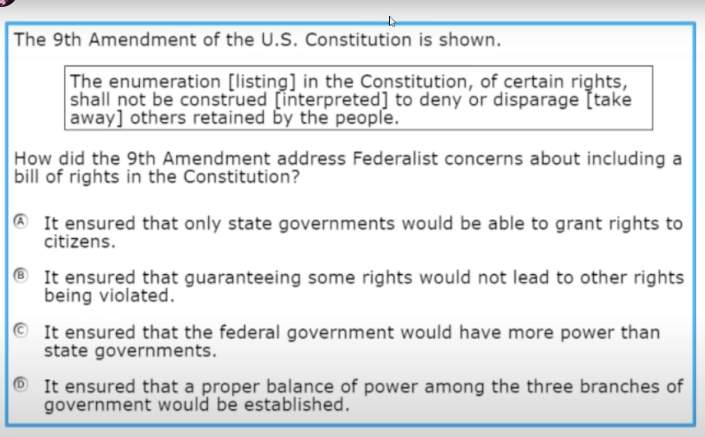 The 9th Amendment of the U.S. Constitution is shown.
The enumeration [listing] in the Constitution, of certain rights,
shall not be construed [interpreted] to deny or disparage [take
away] others retained by the people.
How did the 9th Amendment address Federalist concerns about including a
bill of rights in the Constitution?
A It ensured that only state governments would be able to grant rights to
citizens.
B It ensured that guaranteeing some rights would not lead to other rights
being violated.
C It ensured that the federal government would have more power than
state governments.
D It ensured that a proper balance of power among the three branches of
government would be established.